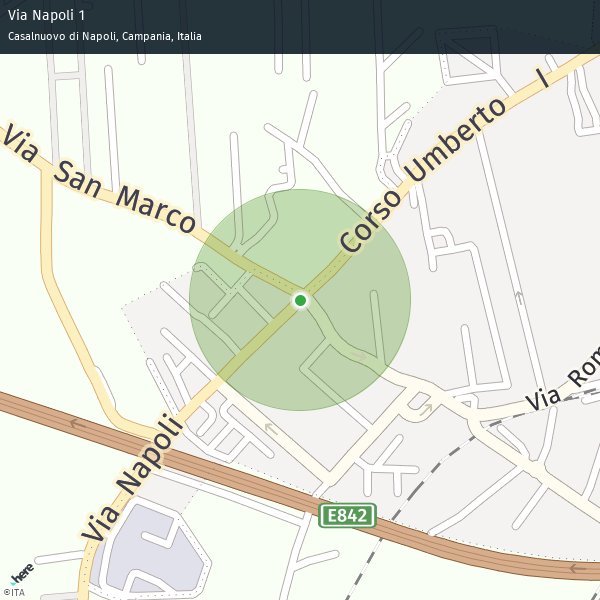 Via Napoli 1
Casalnuovo di Napoli, Campania, Italia
Via San Marco
Corso Umberto I
Via Rom
Via Napoli
E842
here
©ITA